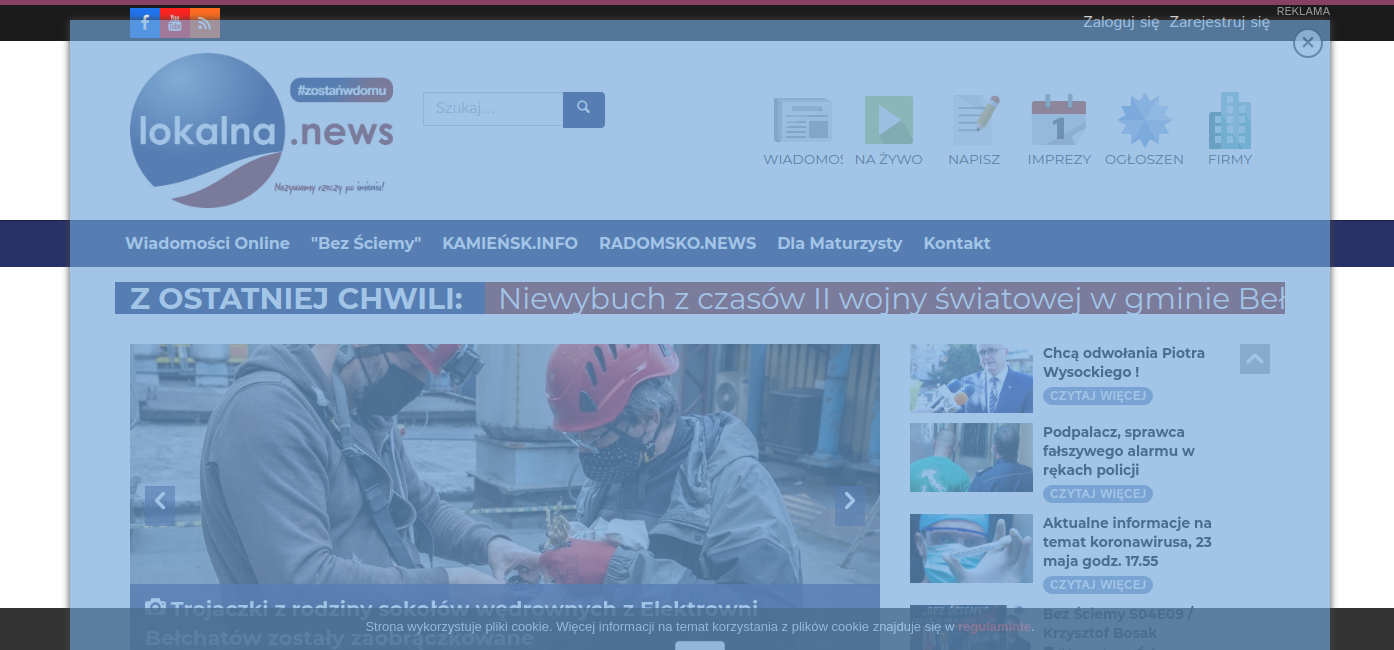 REKLAMA
Zaloguj się Zarejestruj się
#zostańwdomu
lokalna
.news
Nazywamy rzeczy po imieniu!
Szukaj...
WIADOMOŚ
NA ŻYWO
NAPISZ
1
IMPREZY
OGŁOSZEN
FIRMY
Wiadomości Online "Bez Ściemy" KAMIEŃSK.INFO RADOMSKO.NEWS Dla Maturzysty Kontakt
Z OSTATNIEJ CHWILI: Niewybuch z czasów II wojny światowej w gminie Beł
Chcą odwołania Piotra
Wysockiego !
CZYTAJ WIĘCEJ
Podpalacz, sprawca
fałszywego alarmu w
rękach policji
CZYTAJ WIĘCEJ
Aktualne informacje na
temat koronawirusa, 23
maja godz. 17.55
CZYTAJ WIĘCEJ
"BEZ ŚCIEMY"
Bez Ściemy S04E09 /
Krzysztof Bosak
Trojaczki z rodziny sokołów wędrownych z Elektrowni
Bełchatów zostały zaobrączkowane
Strona wykorzystuje pliki cookie. Więcej informacji na temat korzystania z plików cookie znajduje się w regulaminie.